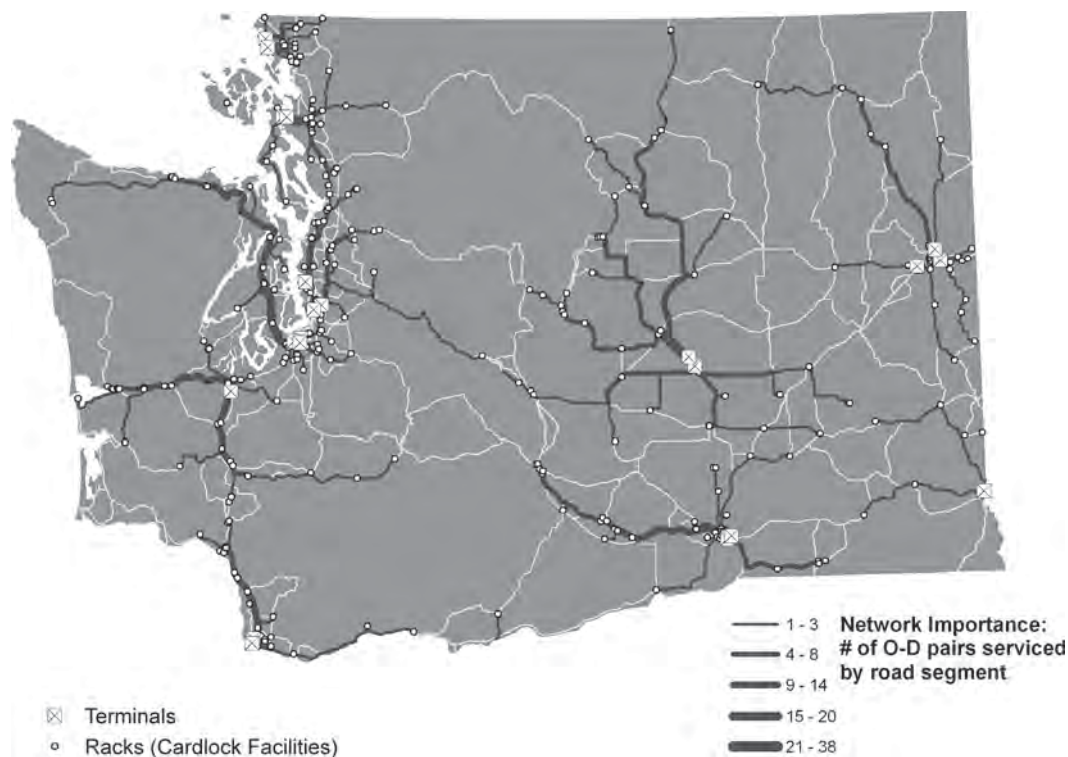 1 - 3 Network Importance:
4 - 8 # of O-D pairs serviced
9 - 14 by road segment
15 - 20
21 - 38
Terminals
Racks (Cardlock Facilities)